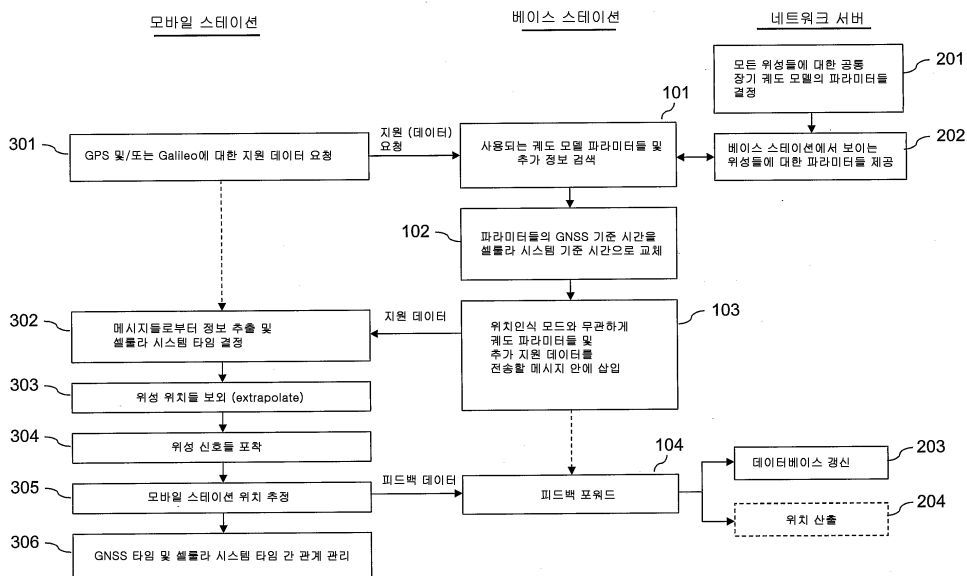 모바일 스테이션
베이스 스테이션
네트워크 서버
201
모든 위성들에 대한 공통
장기 궤도 모델의 파라미터들
결정
101
301
GPS 및/또는 Galileo에 대한 지원 데이터 요청
지원 (데이터)
요청
사용되는 궤도 모델 파라미터들 및
추가 정보 검색
202
베이스 스테이션에서 보이는
위성들에 대한 파라미터들 제공
102
파라미터들의 GNSS 기준 시간을
셀룰라 시스템 기준 시간으로 교체
302
메시지들로부터 정보 추출 및
셀룰라 시스템 타임 결정
지원 데이터
103
위치인식 모드와 무관하게
궤도 파라미터들 및
추가 지원 데이터를
전송할 메시지 안에 삽입
303
위성 위치들 보외 (extrapolate)
304
위성 신호들 포착
104
203
데이터베이스 갱신
305
모바일 스테이션 위치 추정
피드백 데이터
피드백 포워드
204
위치 산출
306
GNSS 타임 및 셀룰라 시스템 타임 간 관계 관리